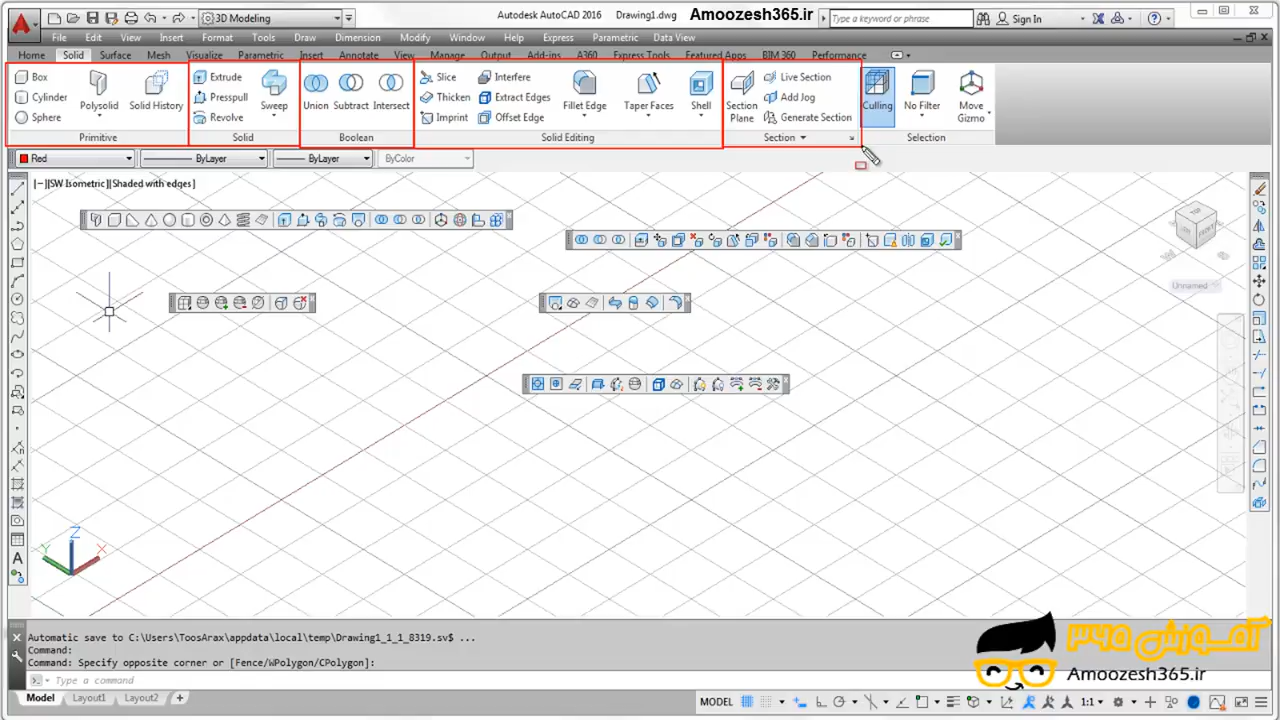 Autodesk AutoCAD 2016 Drawing1.dwg Amoozesh365.ir Type a keyword or phrase Sign In
3D Modeling
File Edit View Insert Format Tools Draw Dimension Modify Window Help Express Parametric Data View
Home Solid Surface Mesh Visualize Parametric Insert Annotate View Manage Output Add-ins A360 Express Tools Featured Apps BIM 360 Performance
Box
Cylinder
Sphere
Polysolid
Solid History
Primitive
Extrude
Presspull
Revolve
Sweep
Solid
Union
Subtract
Intersect
Boolean
Slice
Thicken
Imprint
Interfere
Extract Edges
Offset Edge
Fillet Edge
Taper Faces
Shell
Solid Editing
Section
Plane
Live Section
Add Jog
Generate Section
Section
Culling
No Filter
Move
Gizmo
Selection
Red ByLayer ByLayer ByColor
[−][SW Isometric][Shaded with edges]
Unnamed
Z
Y
X
Automatic save to C:\Users\ToosArax\appdata\local\temp\Drawing1_1_1_8319.sv$ ...
Command:
Command: Specify opposite corner or [Fence/WPolygon/CPolygon]:
Type a command
آموزش ۳۶۵
Amoozesh365.ir
Model Layout1 Layout2 +
MODEL 1:1